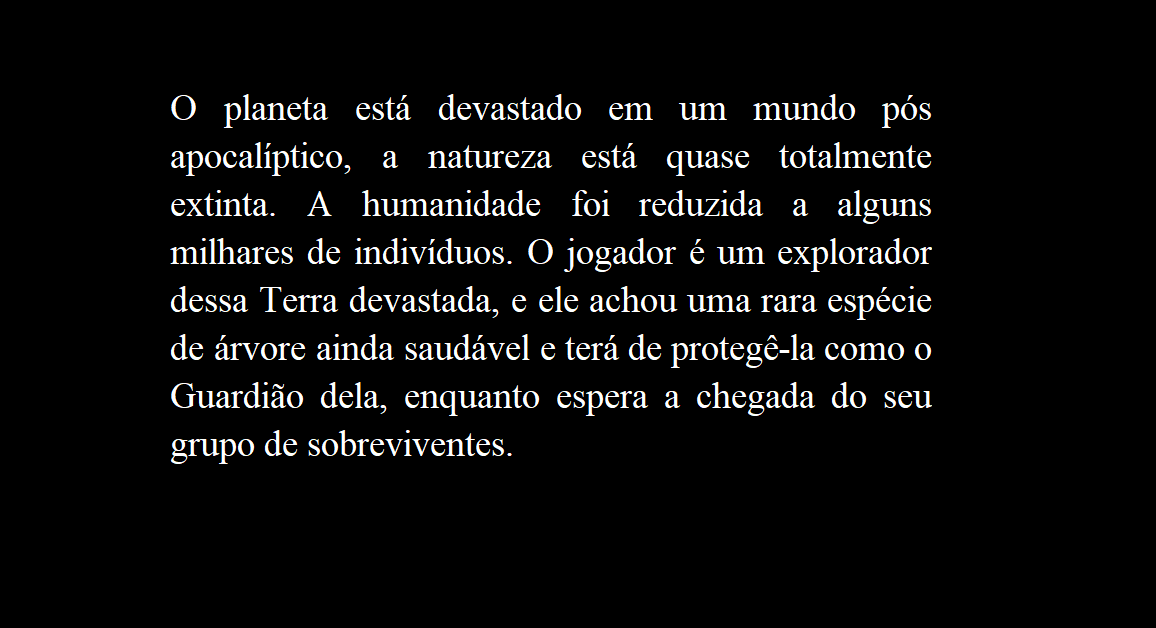 O planeta está devastado em um mundo pós
apocalíptico, a natureza está quase totalmente
extinta. A humanidade foi reduzida a alguns
milhares de indivíduos. O jogador é um explorador
dessa Terra devastada, e ele achou uma rara espécie
de árvore ainda saudável e terá de protegê-la como o
Guardião dela, enquanto espera a chegada do seu
grupo de sobreviventes.